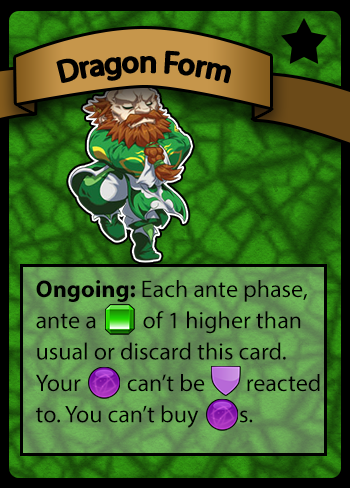 Dragon Form
Ongoing: Each ante phase,
ante a of 1 higher than
usual or discard this card.
Your can't be reacted
to. You can't buy s.